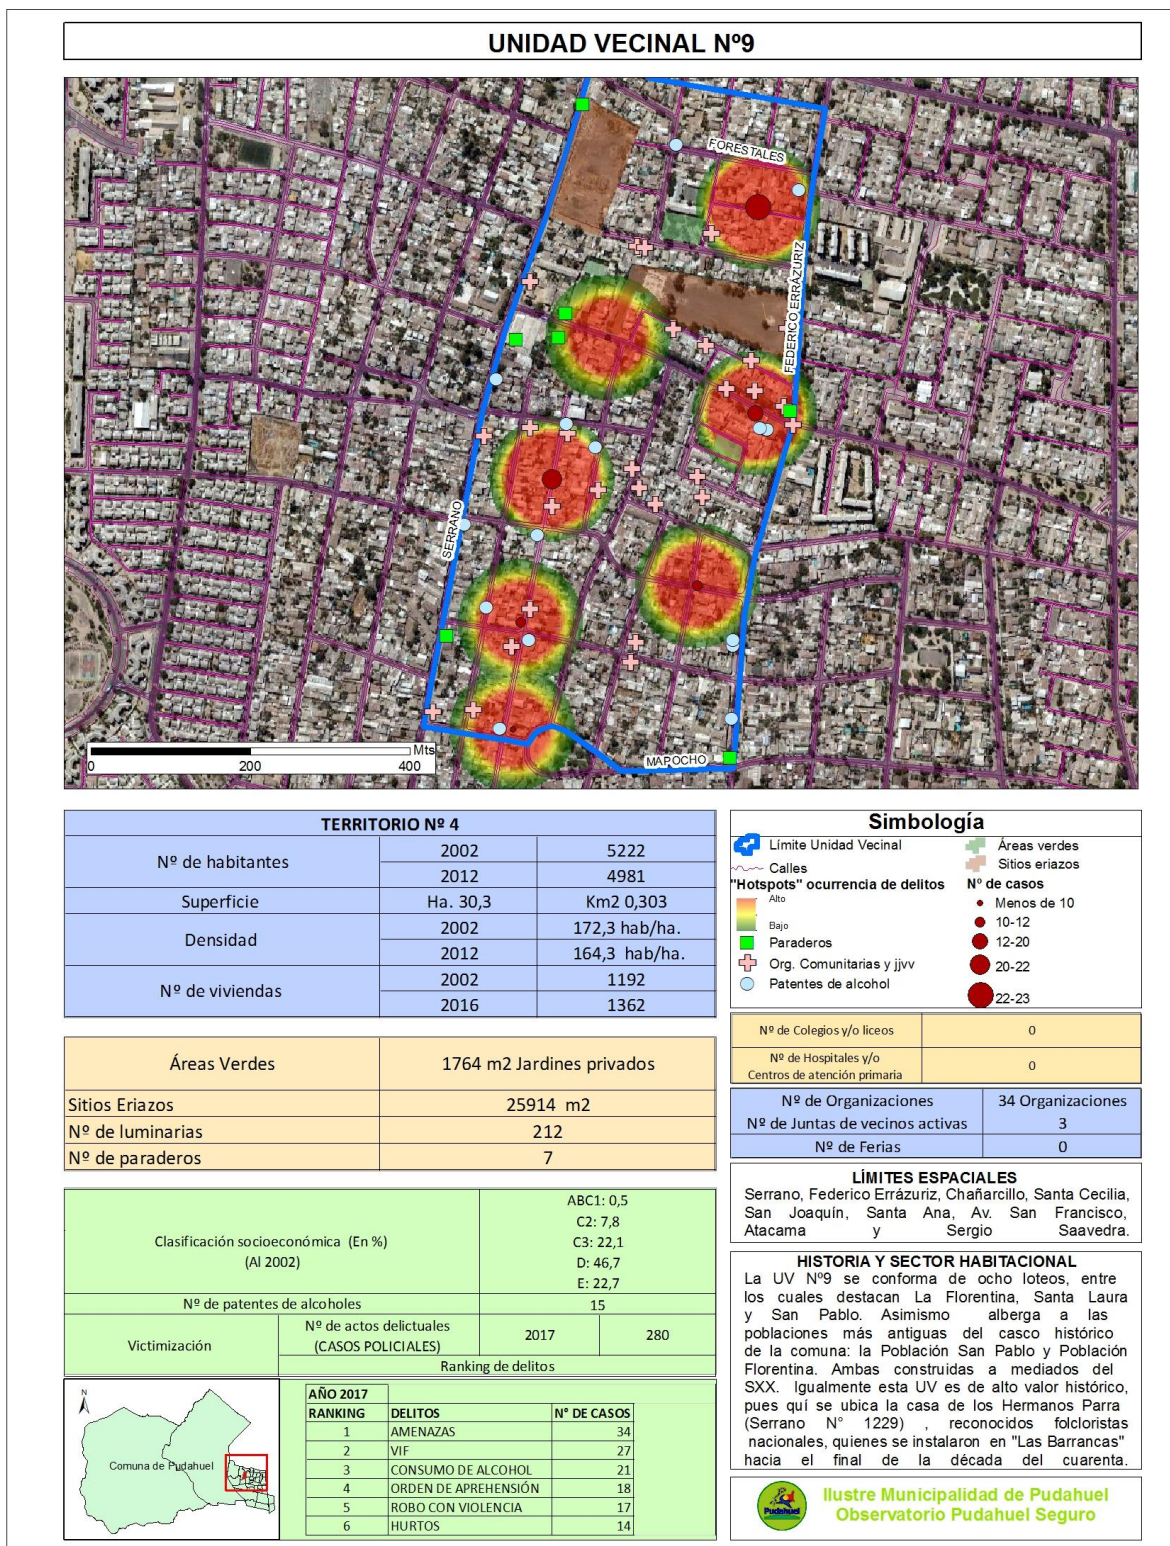 UNIDAD VECINAL Nº9
FORESTALES
FEDERICO ERRÁZURIZ
SERRANO
MAPOCHO
Mts
0 200 400
TERRITORIO Nº 4
Nº de habitantes 2002 5222
2012 4981
Superficie Ha. 30,3 Km2 0,303
Densidad 2002 172,3 hab/ha.
2012 164,3 hab/ha.
Nº de viviendas 2002 1192
2016 1362
Áreas Verdes 1764 m2 Jardines privados
Sitios Eriazos 25914 m2
Nº de luminarias 212
Nº de paraderos 7
Clasificación socioeconómica (En %)
(Al 2002)
ABC1: 0,5
C2: 7,8
C3: 22,1
D: 46,7
E: 22,7
Nº de patentes de alcoholes 15
Victimización
Nº de actos delictuales
(CASOS POLICIALES)
2017 280
Ranking de delitos
N
Comuna de Pudahuel
AÑO 2017
RANKING DELITOS N° DE CASOS
1 AMENAZAS 34
2 VIF 27
3 CONSUMO DE ALCOHOL 21
4 ORDEN DE APREHENSIÓN 18
5 ROBO CON VIOLENCIA 17
6 HURTOS 14
Simbología
Límite Unidad Vecinal
Calles
"Hotspots" ocurrencia de delitos
Alto
Bajo
Paraderos
Org. Comunitarias y jjvv
Patentes de alcohol
Áreas verdes
Sitios eriazos
Nº de casos
Menos de 10
10-12
12-20
20-22
22-23
Nº de Colegios y/o liceos 0
Nº de Hospitales y/o
Centros de atención primaria
0
Nº de Organizaciones 34 Organizaciones
Nº de Juntas de vecinos activas 3
Nº de Ferias 0
LÍMITES ESPACIALES
Serrano, Federico Errázuriz, Chañarcillo, Santa Cecilia,
San Joaquín, Santa Ana, Av. San Francisco,
Atacama y Sergio Saavedra.
HISTORIA Y SECTOR HABITACIONAL
La UV Nº9 se conforma de ocho loteos, entre
los cuales destacan La Florentina, Santa Laura
y San Pablo. Asimismo alberga a las
poblaciones más antiguas del casco histórico
de la comuna: la Población San Pablo y Población
Florentina. Ambas construidas a mediados del
SXX. Igualmente esta UV es de alto valor histórico,
pues quí se ubica la casa de los Hermanos Parra
(Serrano N° 1229) , reconocidos folcloristas
nacionales, quienes se instalaron en "Las Barrancas"
hacia el final de la década del cuarenta.
Pudahuel
Ilustre Municipalidad de Pudahuel
Observatorio Pudahuel Seguro